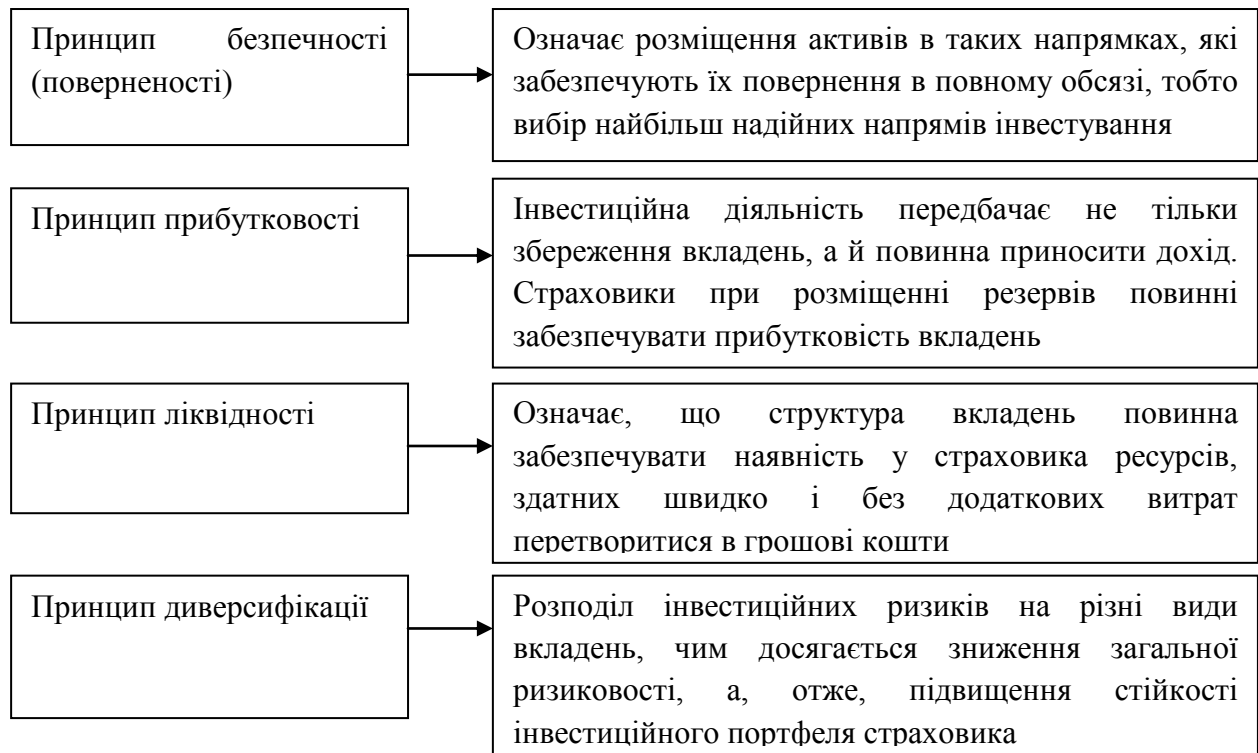 Принцип безпечності
(поверненості)
Означає розміщення активів в таких напрямках, які
забезпечують їх повернення в повному обсязі, тобто
вибір найбільш надійних напрямів інвестування
Принцип прибутковості
Інвестиційна діяльність передбачає не тільки
збереження вкладень, а й повинна приносити дохід.
Страховики при розміщенні резервів повинні
забезпечувати прибутковість вкладень
Принцип ліквідності
Означає, що структура вкладень повинна
забезпечувати наявність у страховика ресурсів,
здатних швидко і без додаткових витрат
перетворитися в грошові кошти
Принцип диверсифікації
Розподіл інвестиційних ризиків на різні види
вкладень, чим досягається зниження загальної
ризиковості, а, отже, підвищення стійкості
інвестиційного портфеля страховика